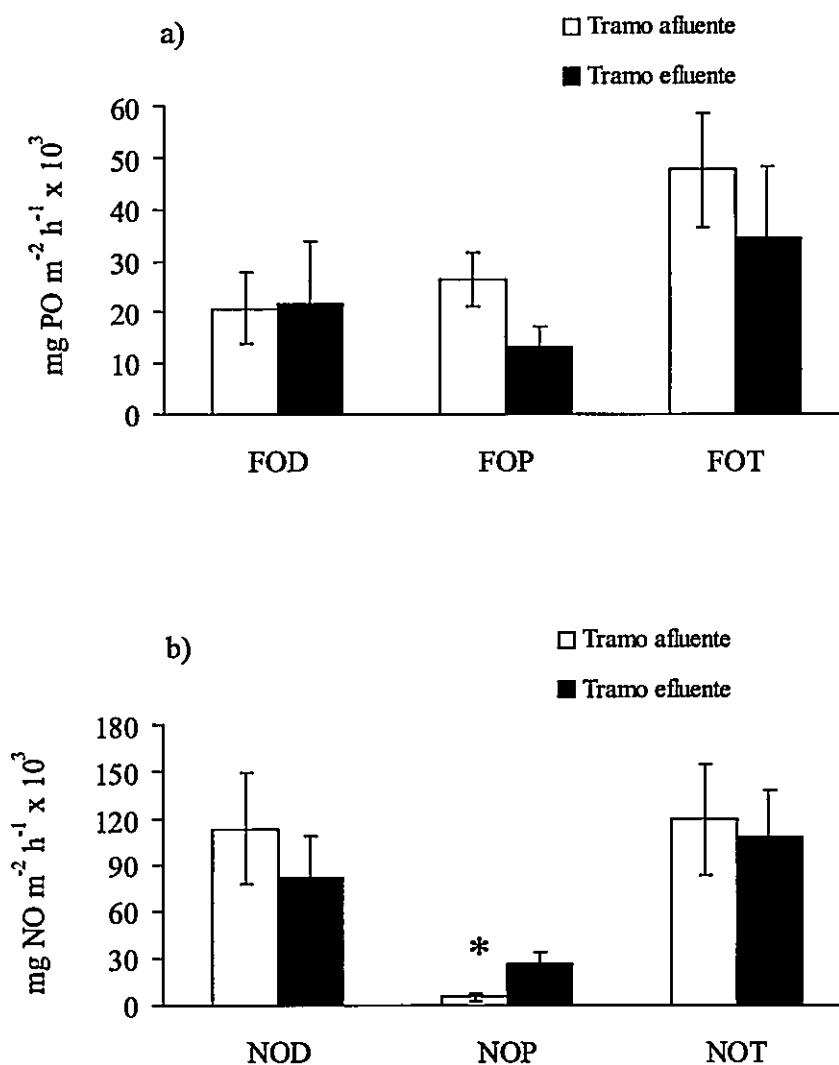 a)
□ Tramo afluente
■ Tramo efluente
mg PO m⁻² h⁻¹ x 10³
60
50
40
30
20
10
0
FOD FOP FOT
b)
□ Tramo afluente
■ Tramo efluente
mg NO m⁻² h⁻¹ x 10³
180
150
120
90
60
30
0
*
NOD NOP NOT